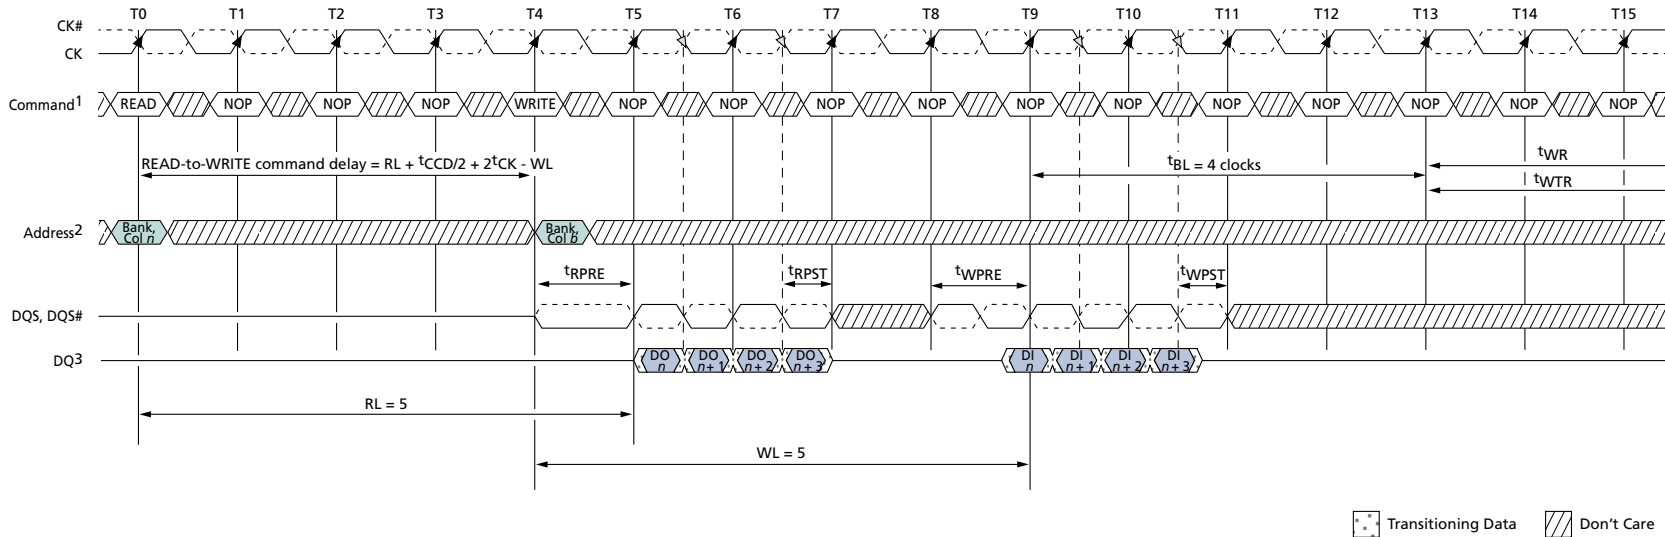 T0 T1 T2 T3 T4 T5 T6 T7 T8 T9 T10 T11 T12 T13 T14 T15
CK#
CK
Command1 READ NOP NOP NOP WRITE NOP NOP NOP NOP NOP NOP NOP NOP NOP NOP NOP
READ-to-WRITE command delay = RL + tCCD/2 + 2tCK - WL
tBL = 4 clocks
tWR
tWTR
Address2
Bank,
Col n
Bank,
Col b
tRPRE tRPST tWPRE tWPST
DQS, DQS#
DQ3
DO
n
DO
n + 1
DO
n + 2
DO
n + 3
DI
n
DI
n + 1
DI
n + 2
DI
n + 3
RL = 5
WL = 5
Transitioning Data
Don't Care